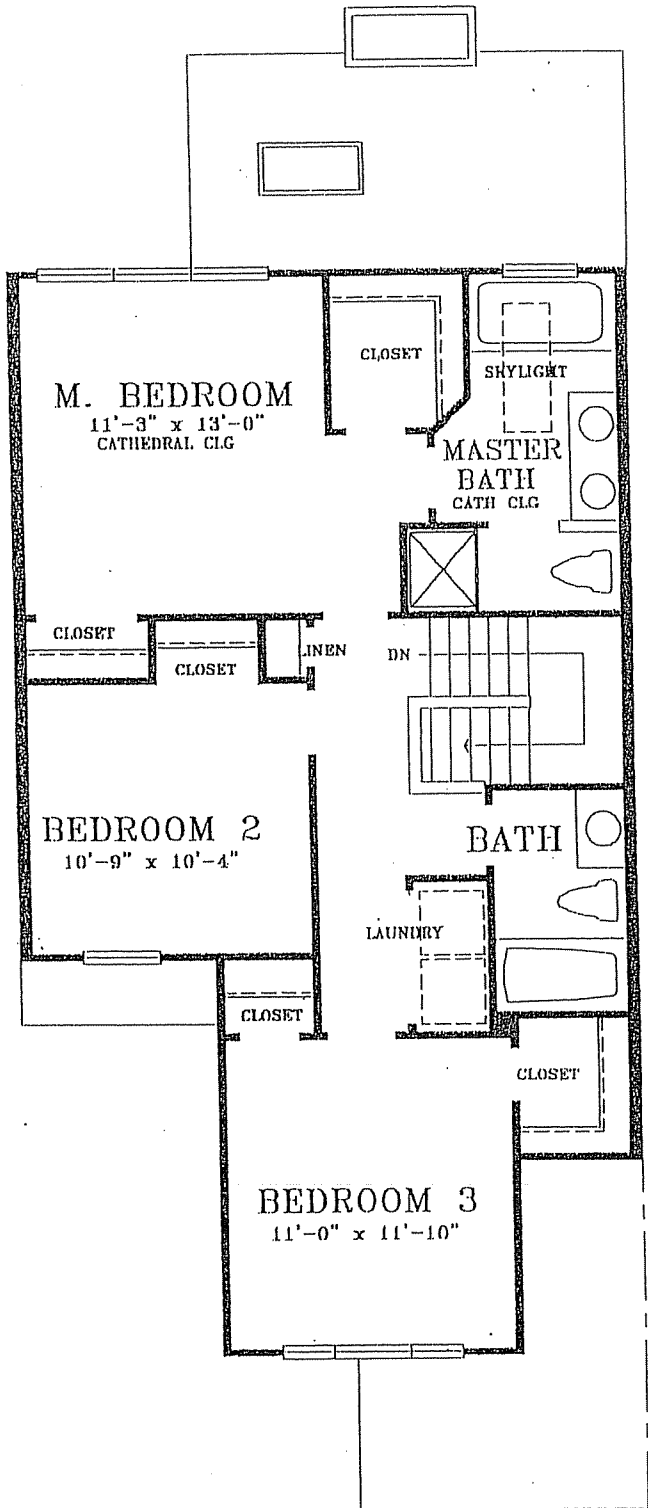 CLOSET
SKYLIGHT
M. BEDROOM
11'-3" x 13'-0"
CATHEDRAL CLG
MASTER
BATH
CATH CLG
CLOSET
CLOSET
LINEN
DN
BEDROOM 2
10'-9" x 10'-4"
BATH
LAUNDRY
CLOSET
CLOSET
BEDROOM 3
11'-0" x 11'-10"